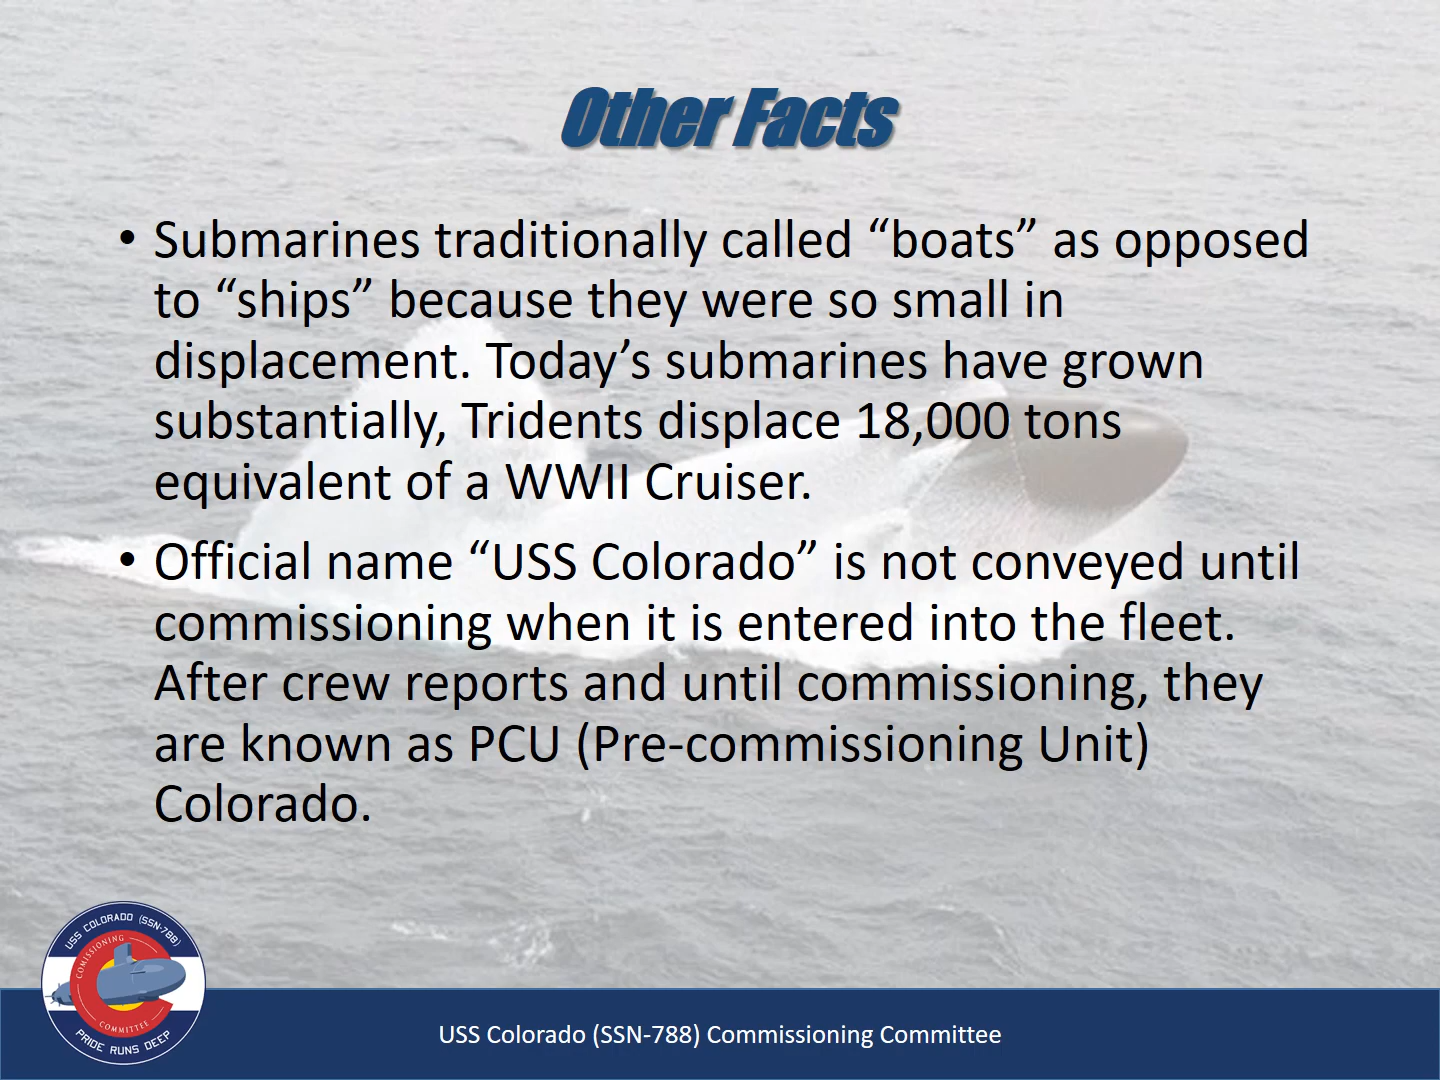 Other Facts
• Submarines traditionally called “boats” as opposed
to “ships” because they were so small in
displacement. Today’s submarines have grown
substantially, Tridents displace 18,000 tons
equivalent of a WWII Cruiser.
• Official name “USS Colorado” is not conveyed until
commissioning when it is entered into the fleet.
After crew reports and until commissioning, they
are known as PCU (Pre-commissioning Unit)
Colorado.
USS COLORADO (SSN-788)
COMISSIONING
COMMITTEE
PRIDE RUNS DEEP
USS Colorado (SSN-788) Commissioning Committee